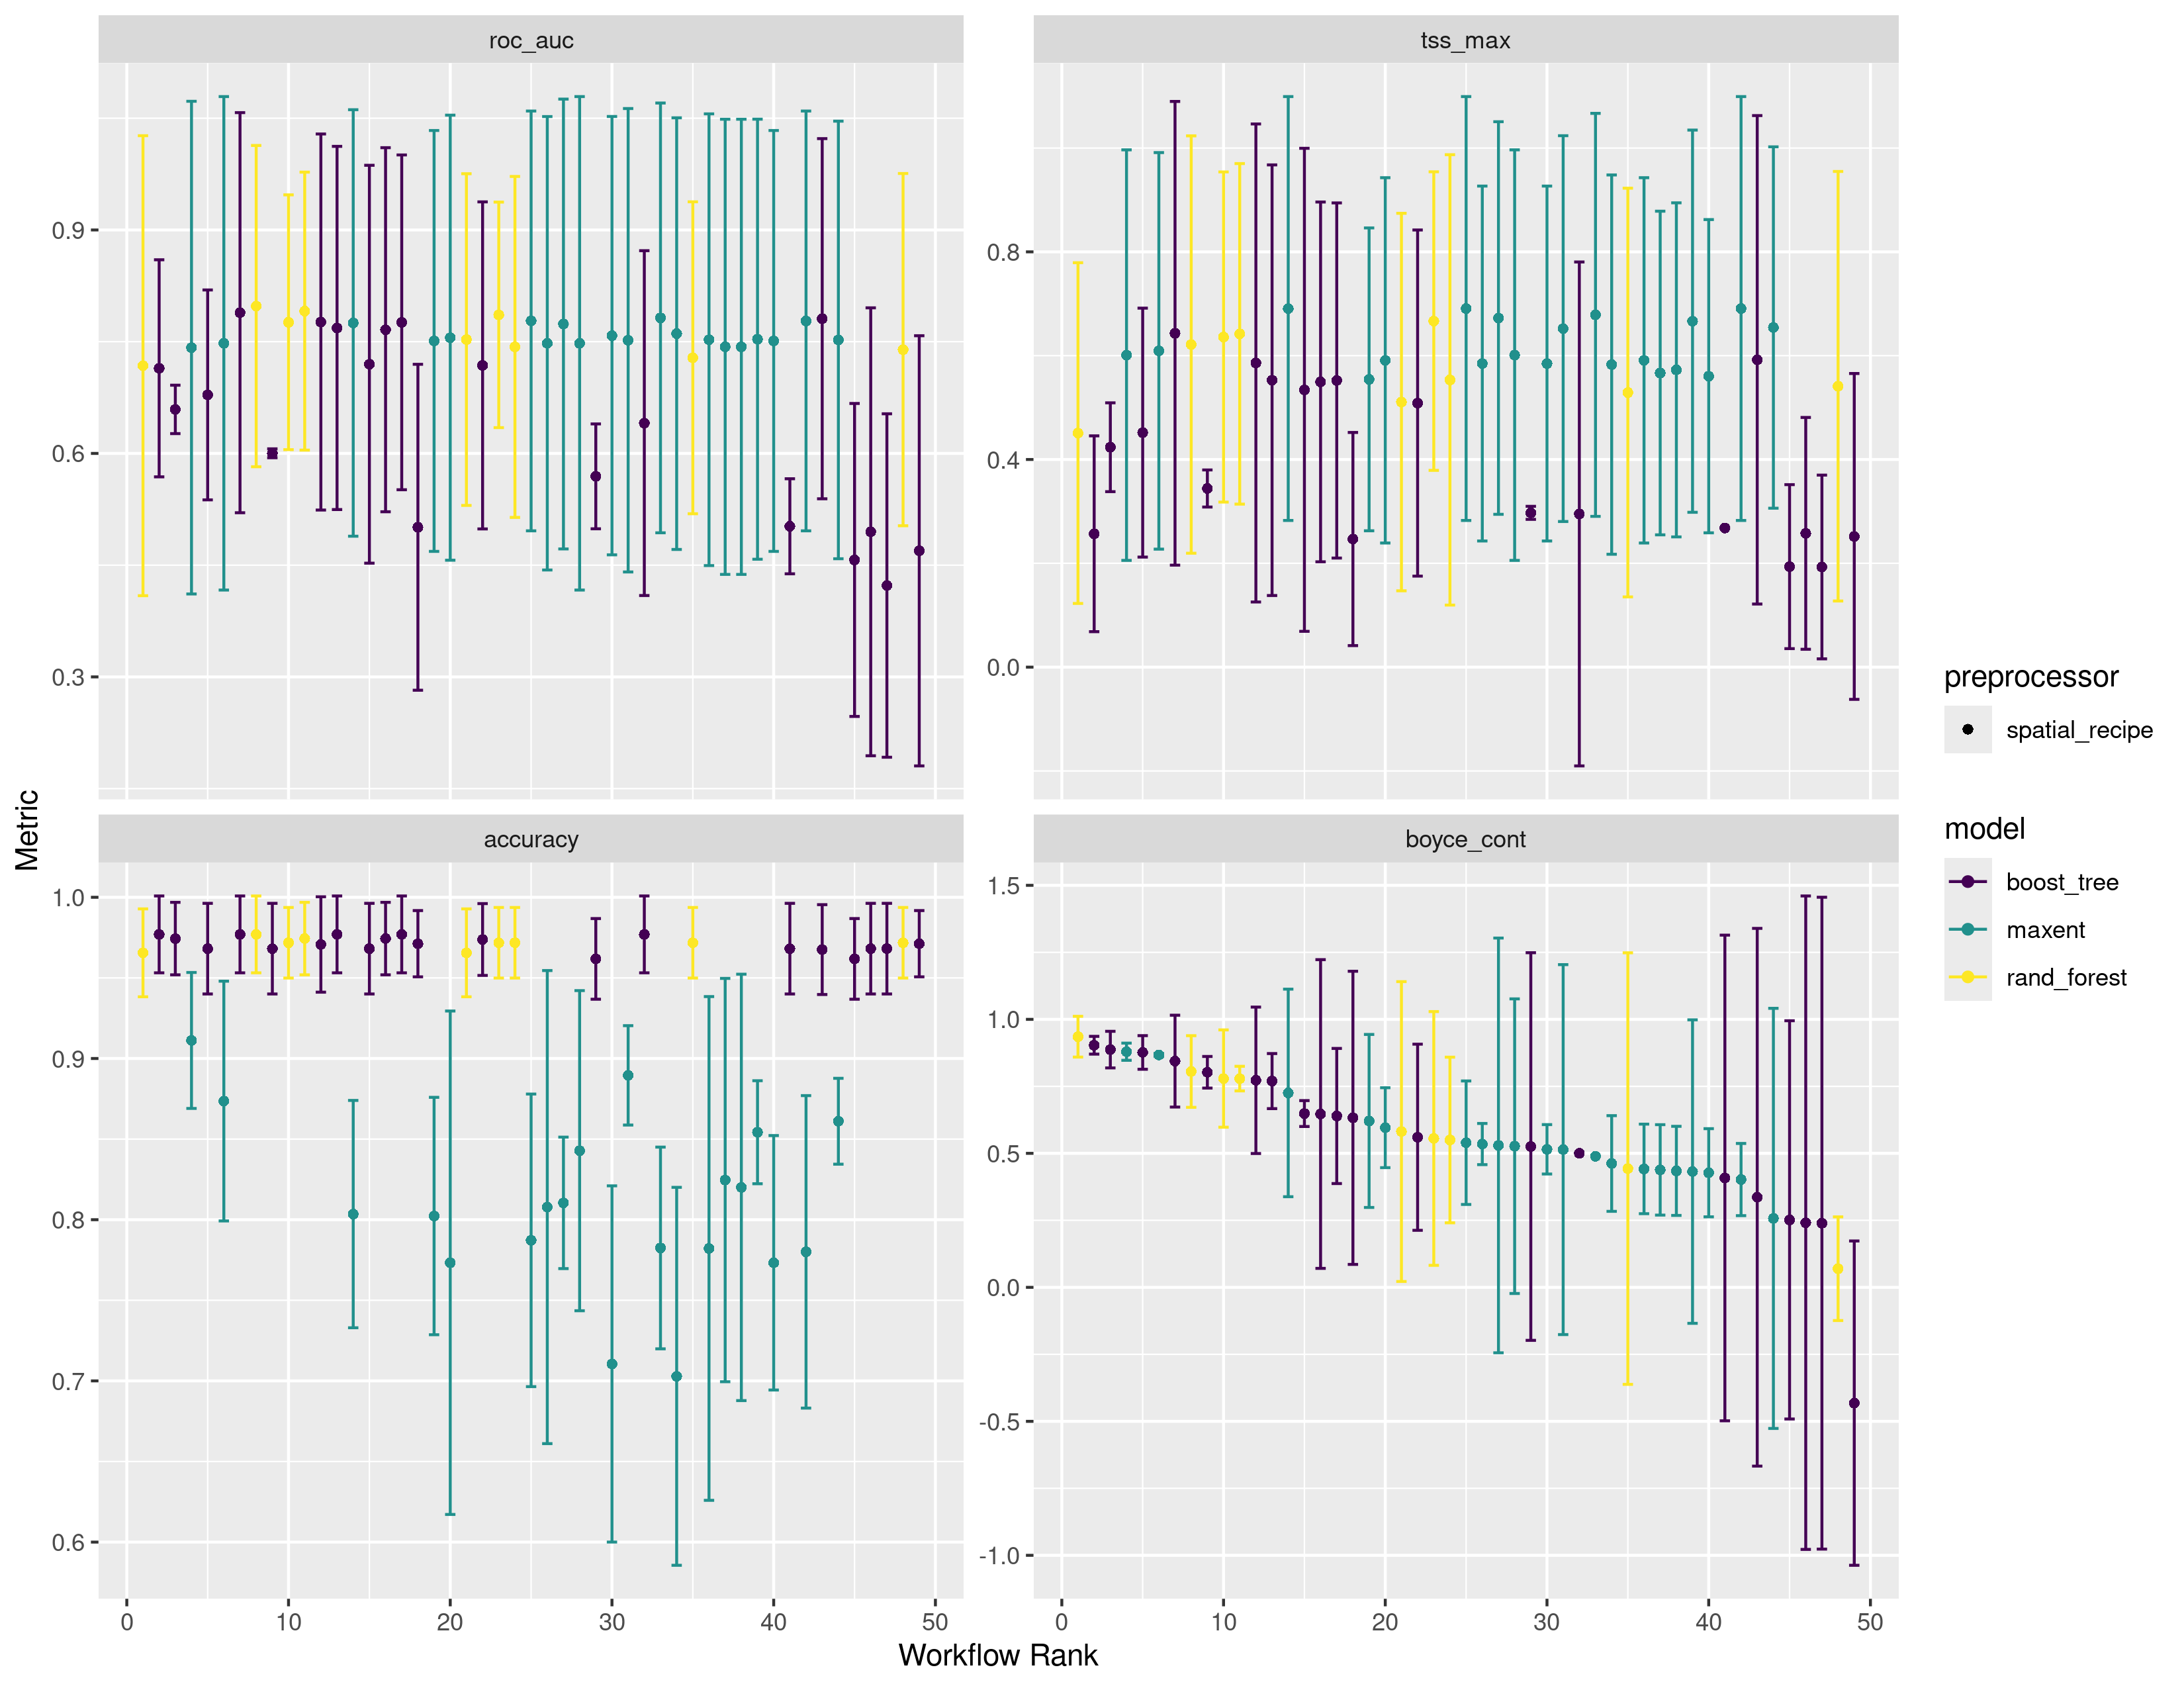 roc_auc
tss_max
0.9
0.6
0.3
0.8
0.4
0.0
accuracy
boyce_cont
1.0
0.9
0.8
0.7
0.6
1.5
1.0
0.5
0.0
-0.5
-1.0
0 10 20 30 40 50
0 10 20 30 40 50
Workflow Rank
Metric
preprocessor
spatial_recipe
model
boost_tree
maxent
rand_forest